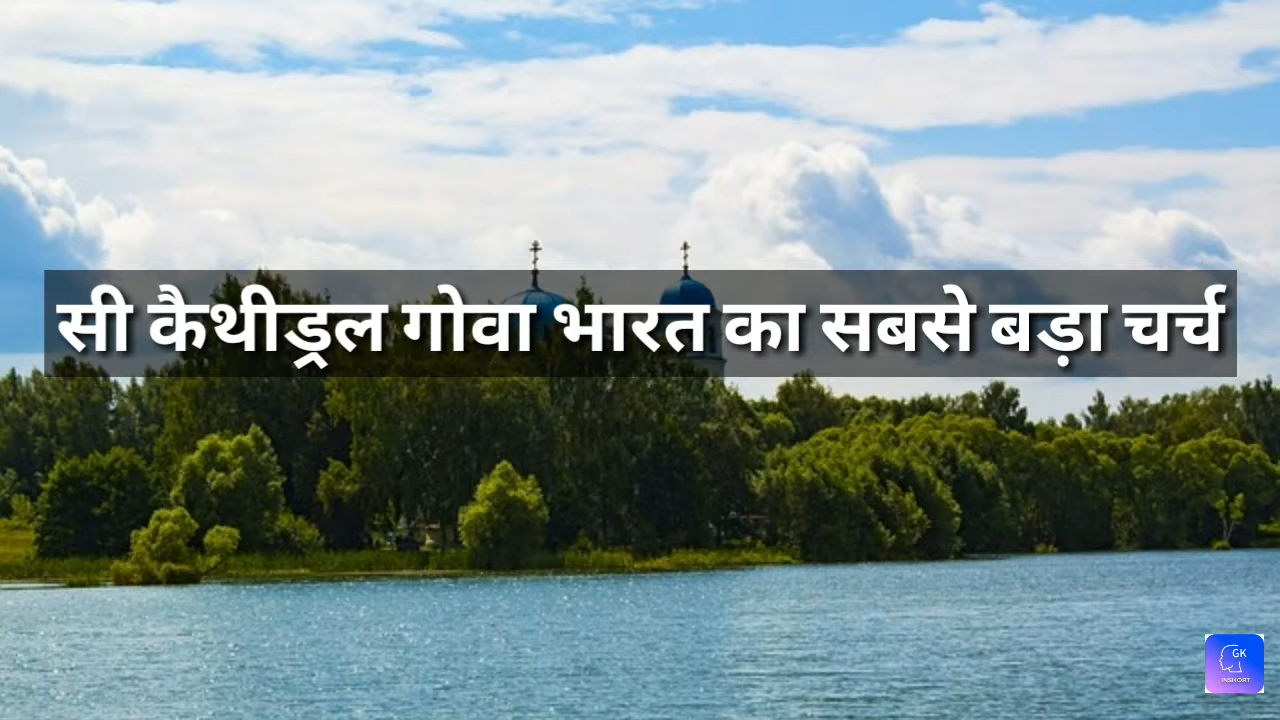 सी कैथीड्रल गोवा भारत का सबसे बड़ा चर्च
GK
INSHORT